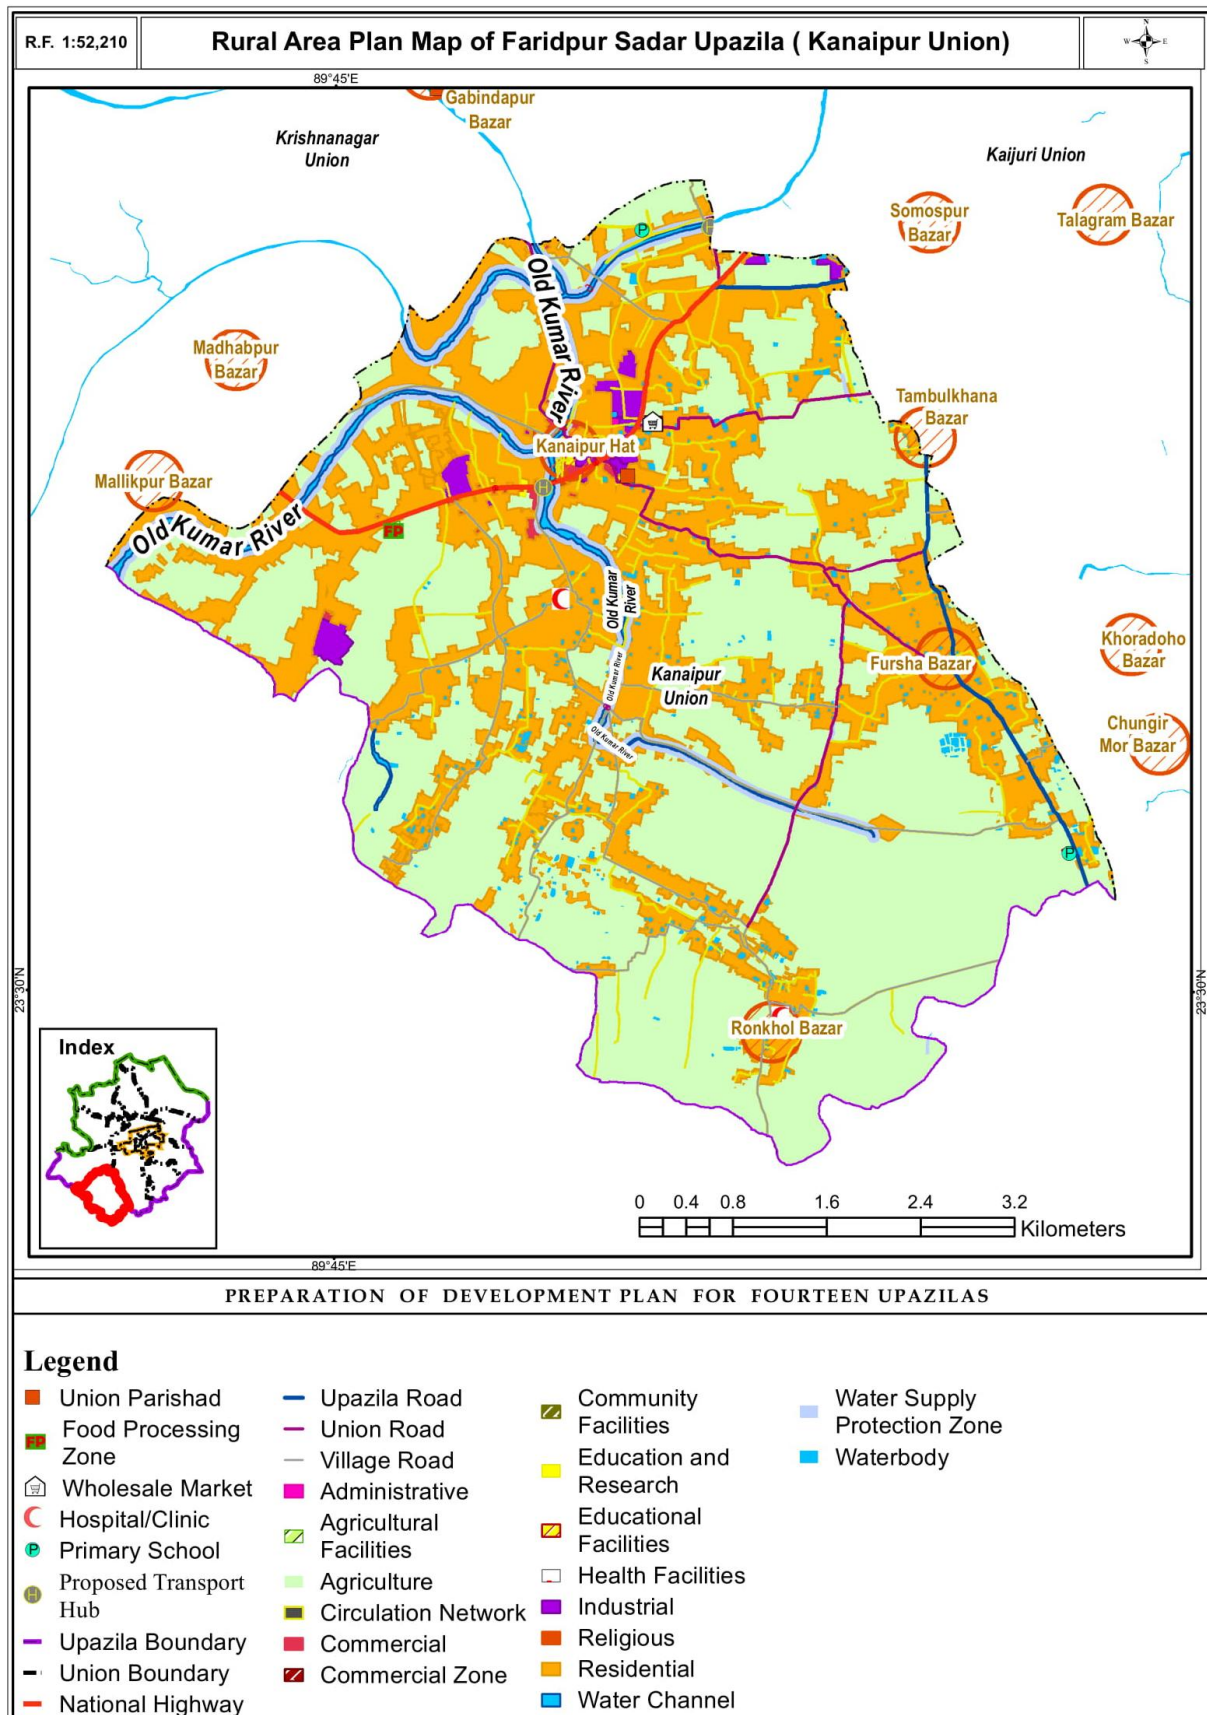 R.F. 1:52,210
Rural Area Plan Map of Faridpur Sadar Upazila ( Kanaipur Union)
N
W
E
S
89°45'E
Gabindapur
Bazar
Krishnanagar
Union
Kaijuri Union
Somospur
Bazar
Talagram Bazar
P
H
Old Kumar River
Madhabpur
Bazar
Tambulkhana
Bazar
Kanaipur Hat
Mallikpur Bazar
H
Old Kumar River
FP
Old Kumar
River
Khoradoho
Bazar
Fursha Bazar
Old Kumar River
Kanaipur
Union
Old Kumar River
Chungir
Mor Bazar
P
23°30'N
23°30'N
Ronkhol Bazar
Index
0 0.4 0.8 1.6 2.4 3.2
Kilometers
89°45'E
PREPARATION OF DEVELOPMENT PLAN FOR FOURTEEN UPAZILAS
Legend
Union Parishad
FP
Food Processing
Zone
Wholesale Market
Hospital/Clinic
P
Primary School
H
Proposed Transport
Hub
Upazila Boundary
Union Boundary
National Highway
Upazila Road
Union Road
Village Road
Administrative
Agricultural
Facilities
Agriculture
Circulation Network
Commercial
Commercial Zone
Community
Facilities
Education and
Research
Educational
Facilities
Health Facilities
Industrial
Religious
Residential
Water Channel
Water Supply
Protection Zone
Waterbody